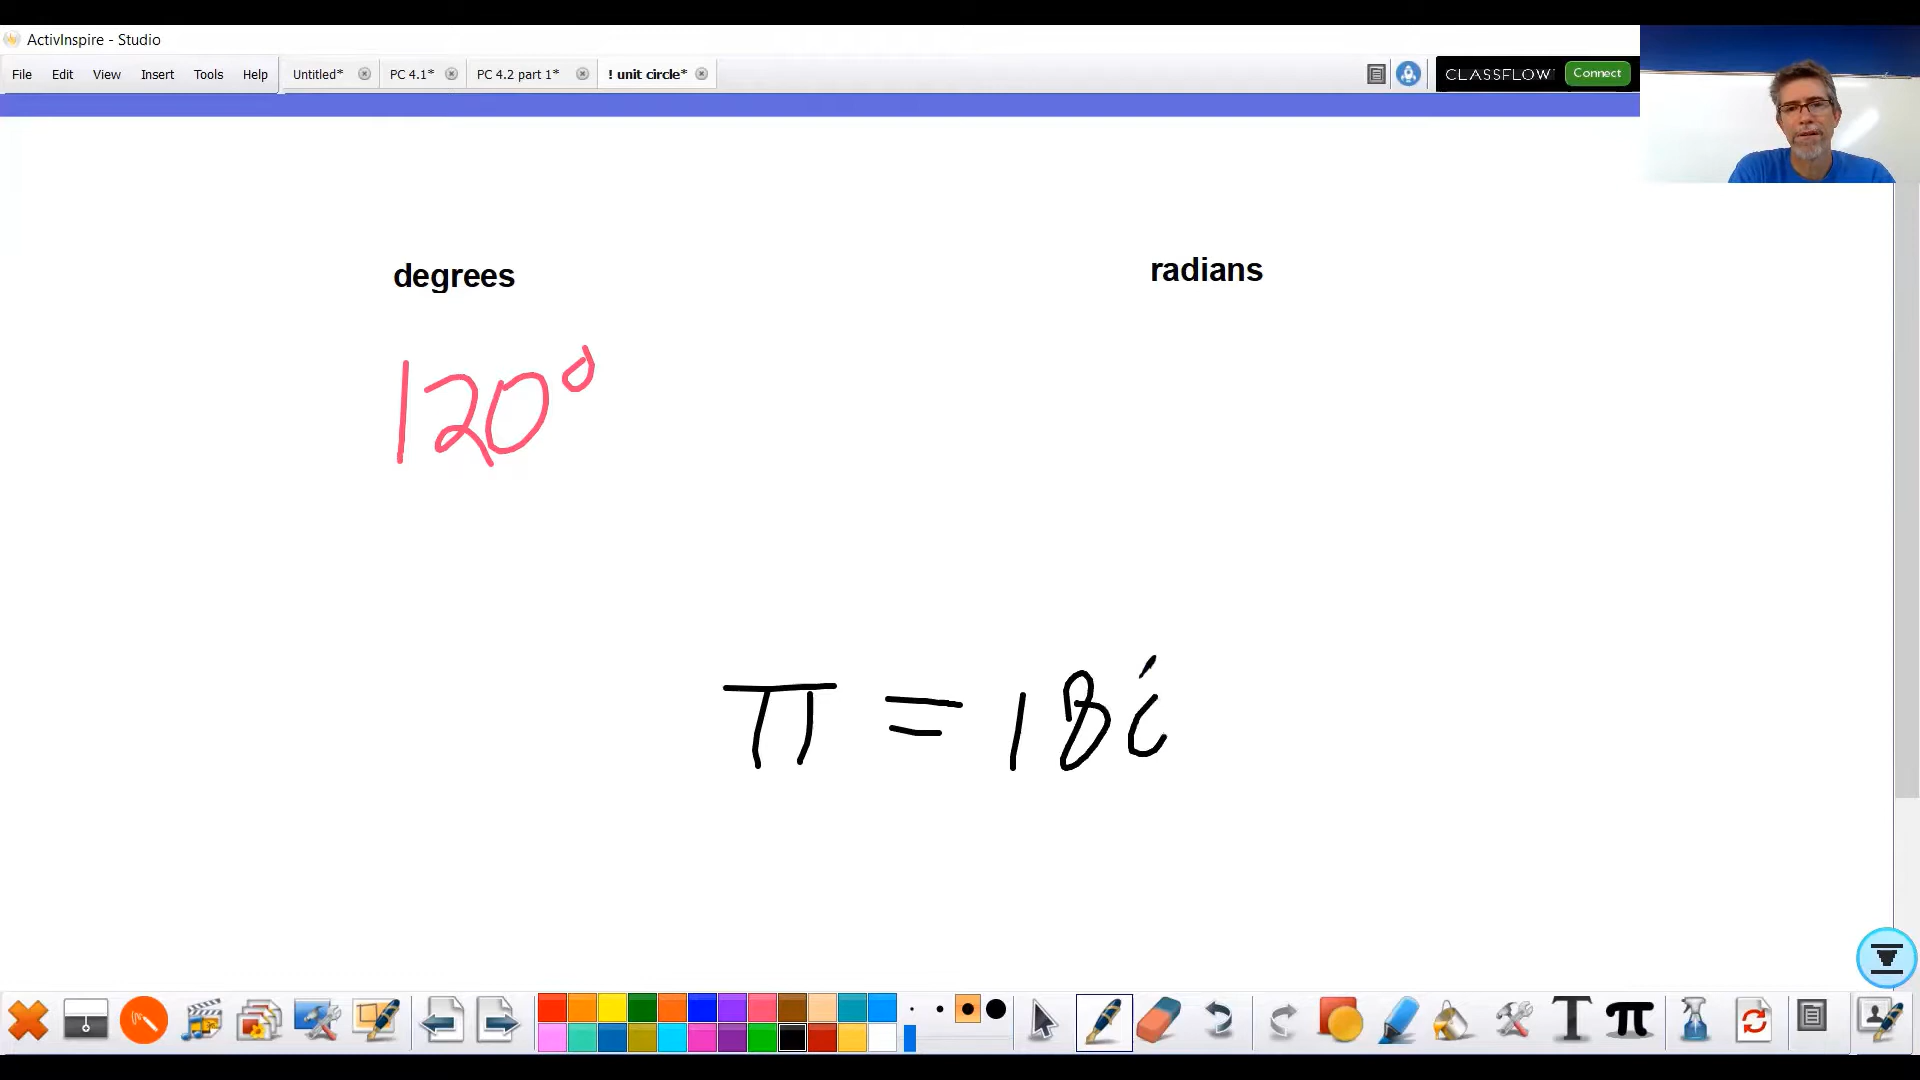 ActivInspire - Studio
File Edit View Insert Tools Help Untitled* PC 4.1* PC 4.2 part 1* ! unit circle* CLASSFLOW Connect
degrees radians
120°
π = 180
T π